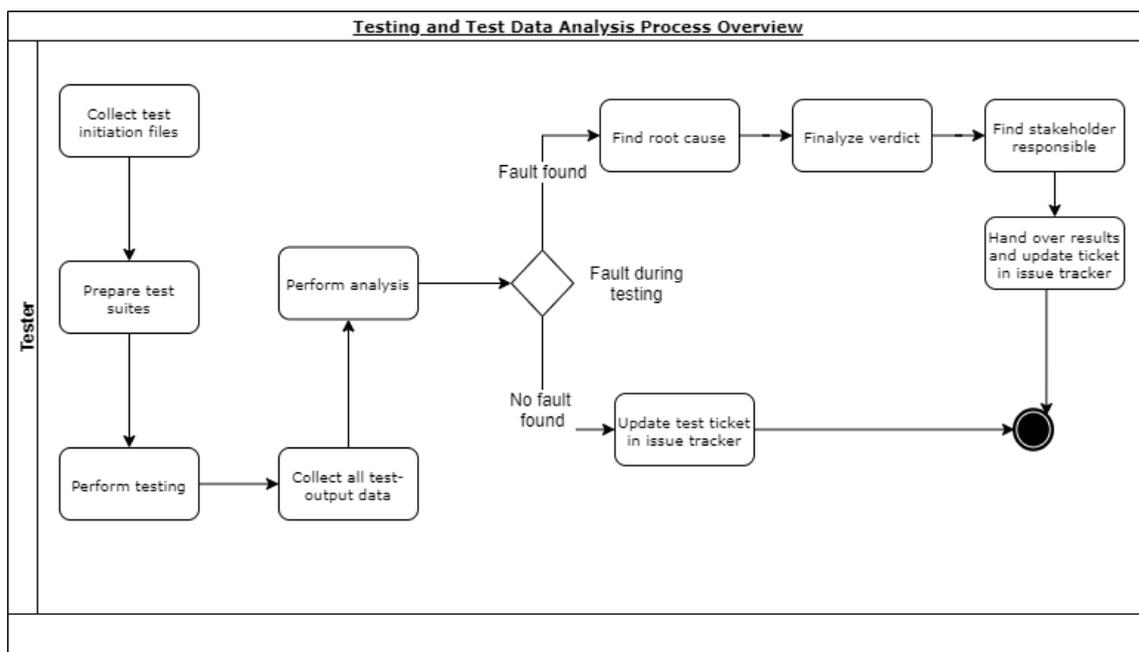 Testing and Test Data Analysis Process Overview
Tester
Collect test
initiation files
Prepare test
suites
Perform testing
Collect all test-
output data
Perform analysis
Fault during
testing
Fault found
Find root cause
Finalyze verdict
Find stakeholder
responsible
Hand over results
and update ticket
in issue tracker
No fault
found
Update test ticket
in issue tracker